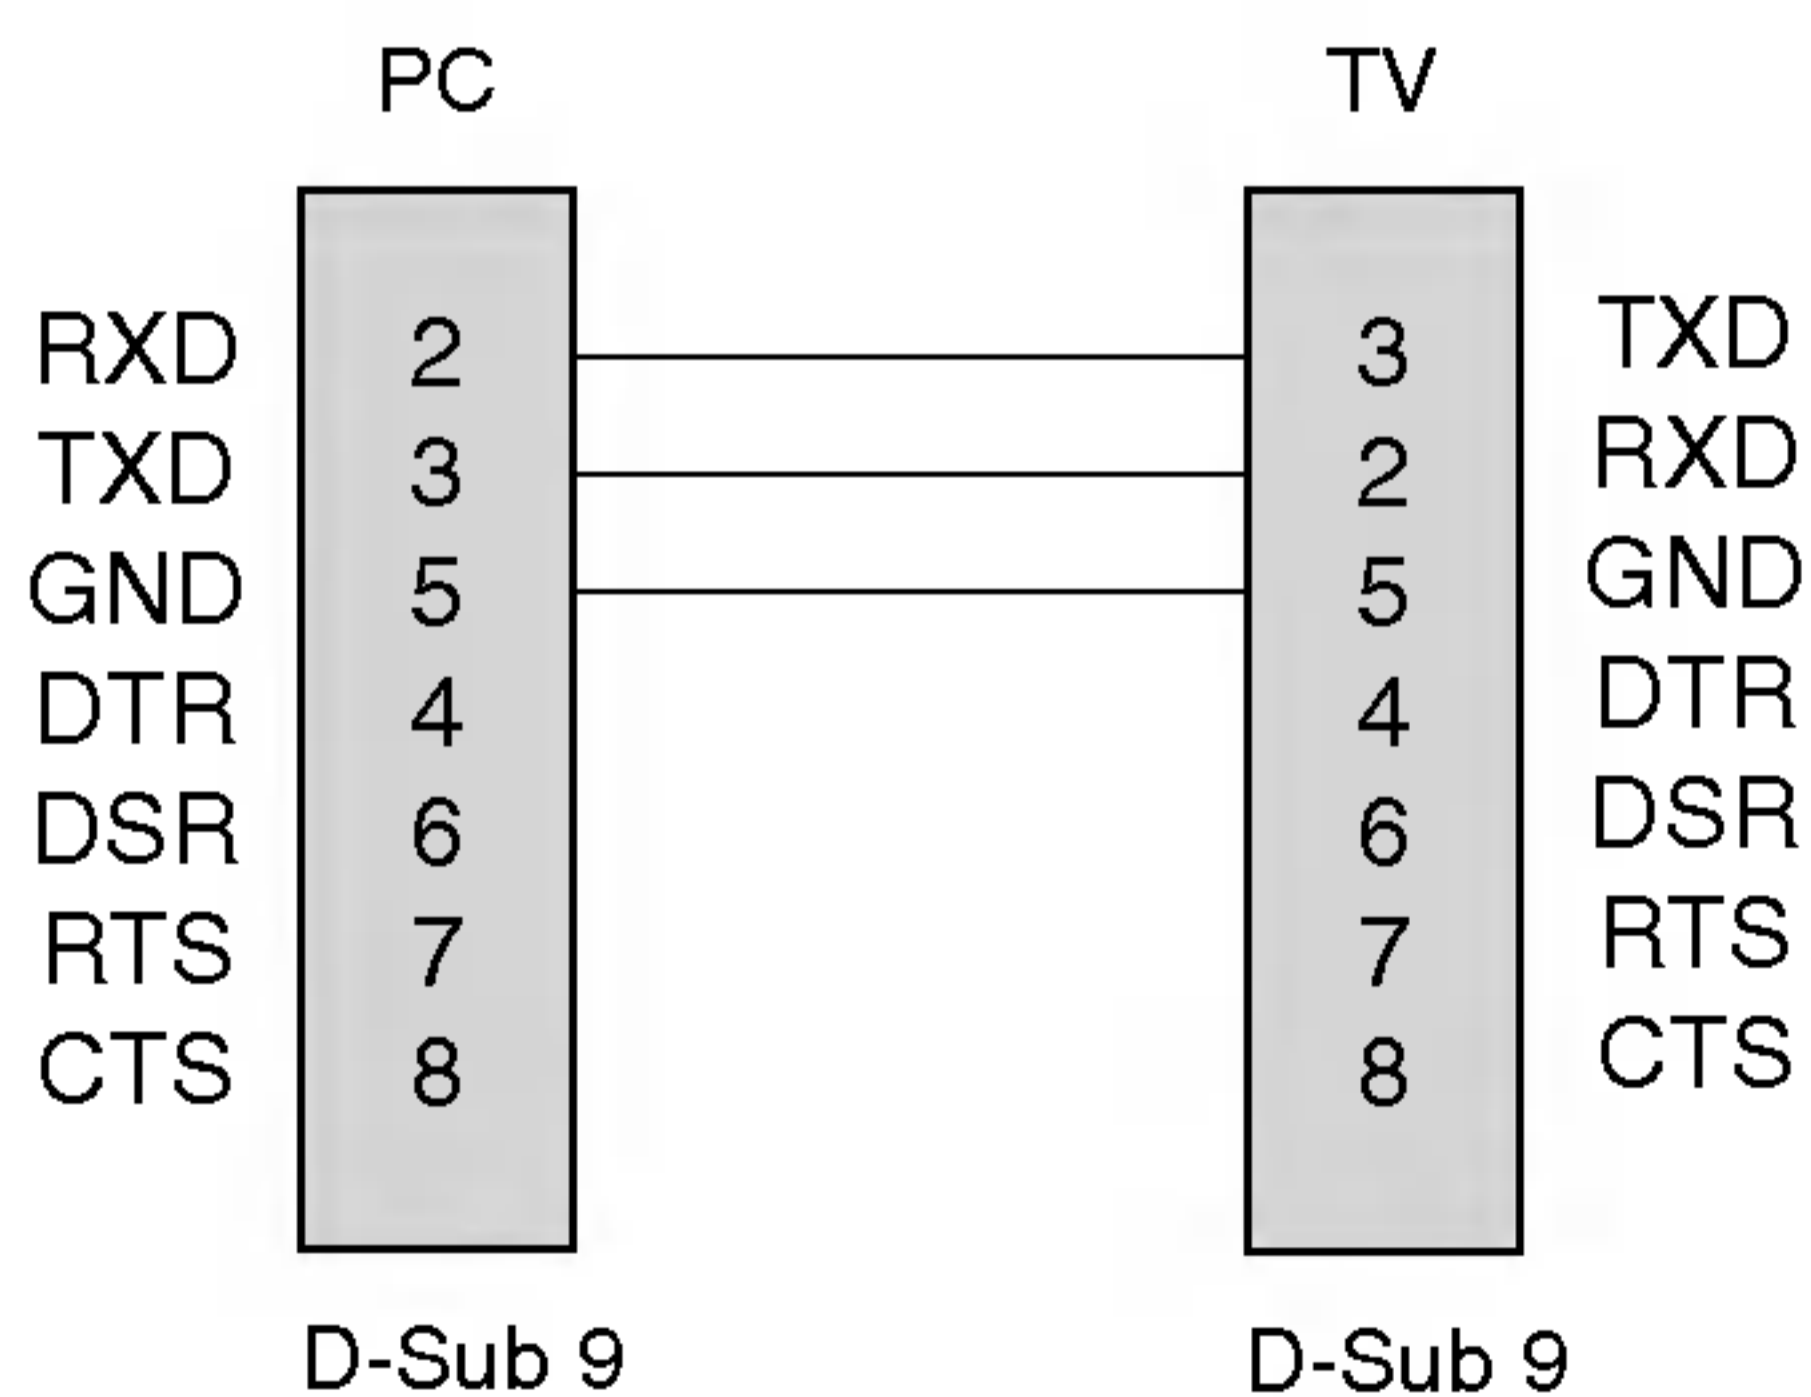 PC TV
RXD 2 3 TXD
TXD 3 2 RXD
GND 5 5 GND
DTR 4 4 DTR
DSR 6 6 DSR
RTS 7 7 RTS
CTS 8 8 CTS
D-Sub 9 D-Sub 9